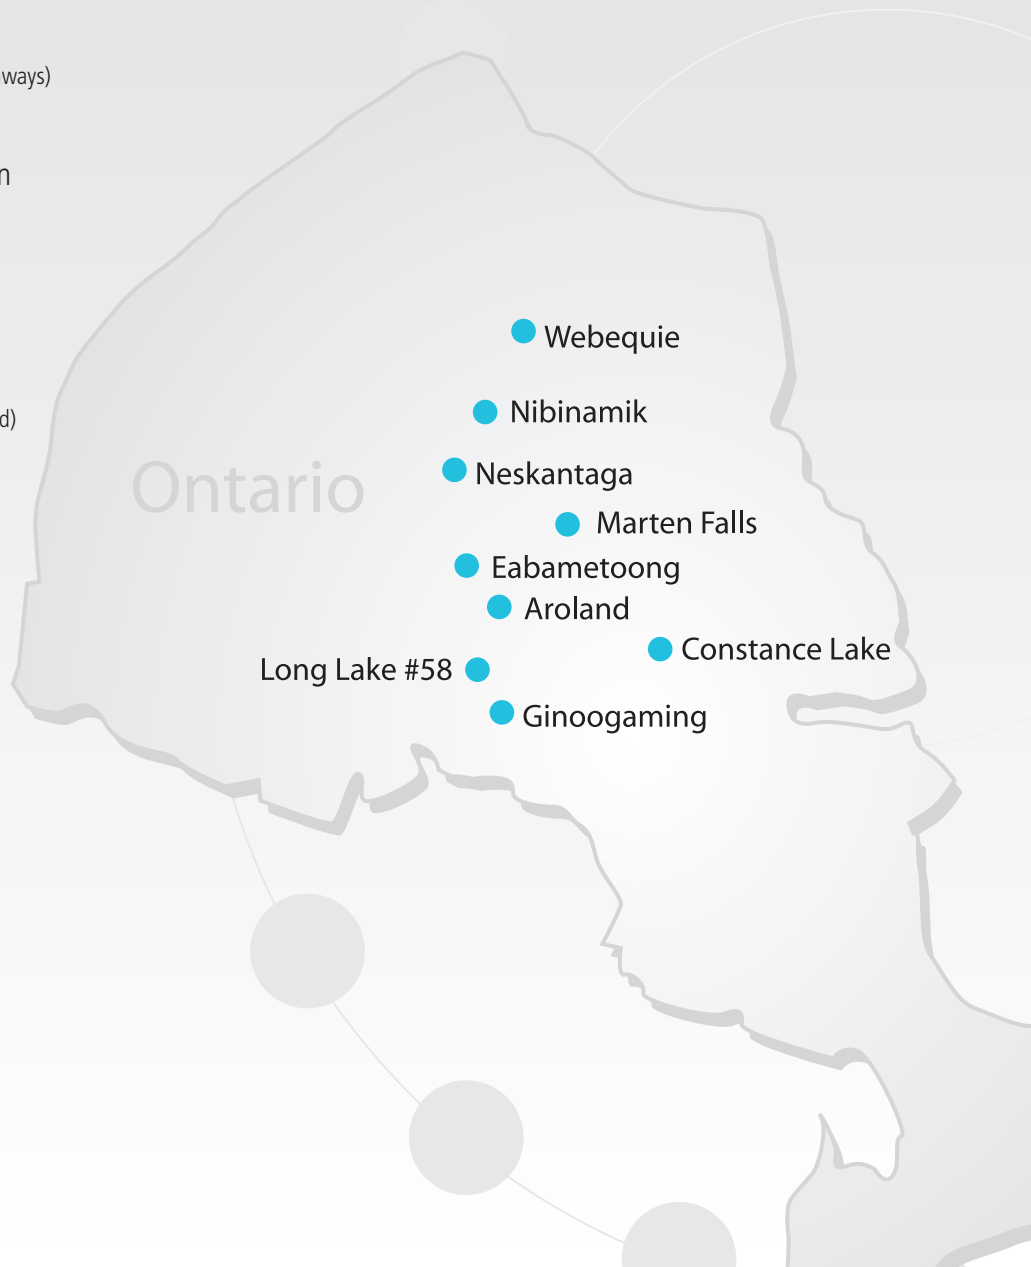 ways)
n
Webequie
Nibinamik
d)
Ontario
Neskantaga
Marten Falls
Eabametoong
Aroland
Constance Lake
Long Lake #58
Ginoogaming